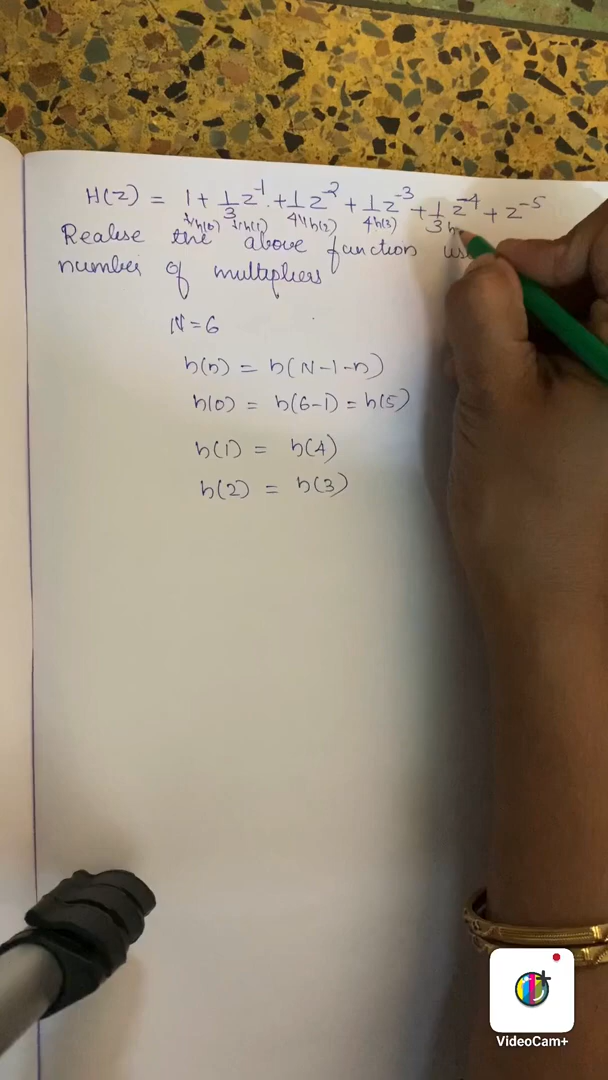 H(Z) = 1 + 1/3 z^-1 + 1/4 z^-2 + 1/4 z^-3 + 1/3 z^-4 + z^-5
h(0) h(1) h(2) h(3) h
Realise the above function
number of multipliers
N=6
h(n) = h(N-1-n)
h(0) = h(6-1) = h(5)
h(1) = h(4)
h(2) = h(3)
VideoCam+